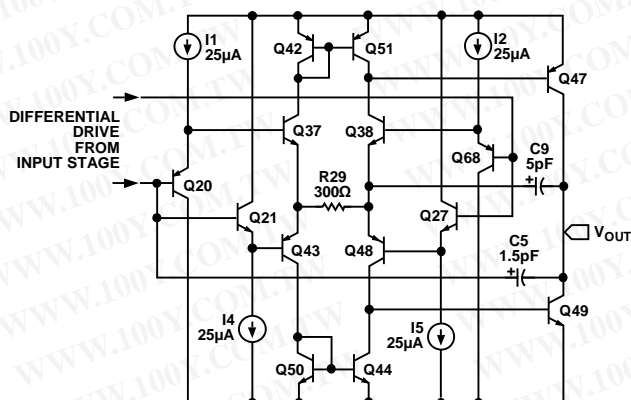 I1
25µA
Q42
Q51
I2
25µA
Q47
DIFFERENTIAL
DRIVE
FROM
INPUT STAGE
Q37
Q38
Q68
C9
5pF
+
Q20
R29
300Ω
Q21
Q27
VOUT
Q43
Q48
C5
1.5pF
+
I4
25µA
I5
25µA
Q49
Q50
Q44
WWW.100Y.COM.TW